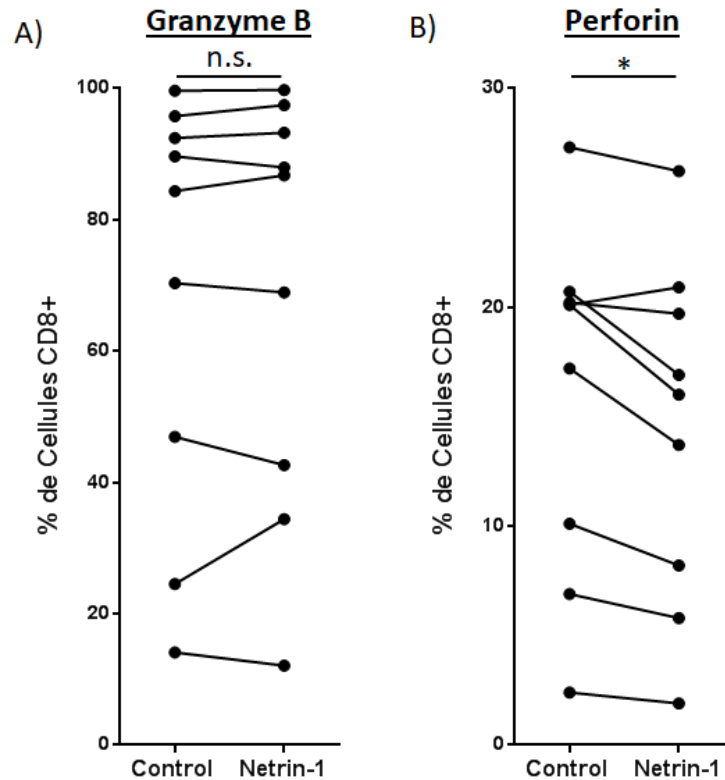 A)
Granzyme B
n.s.
% de Cellules CD8+
100
80
60
40
20
0
Control
Netrin-1
B)
Perforin
*
% de Cellules CD8+
30
20
10
0
Control
Netrin-1